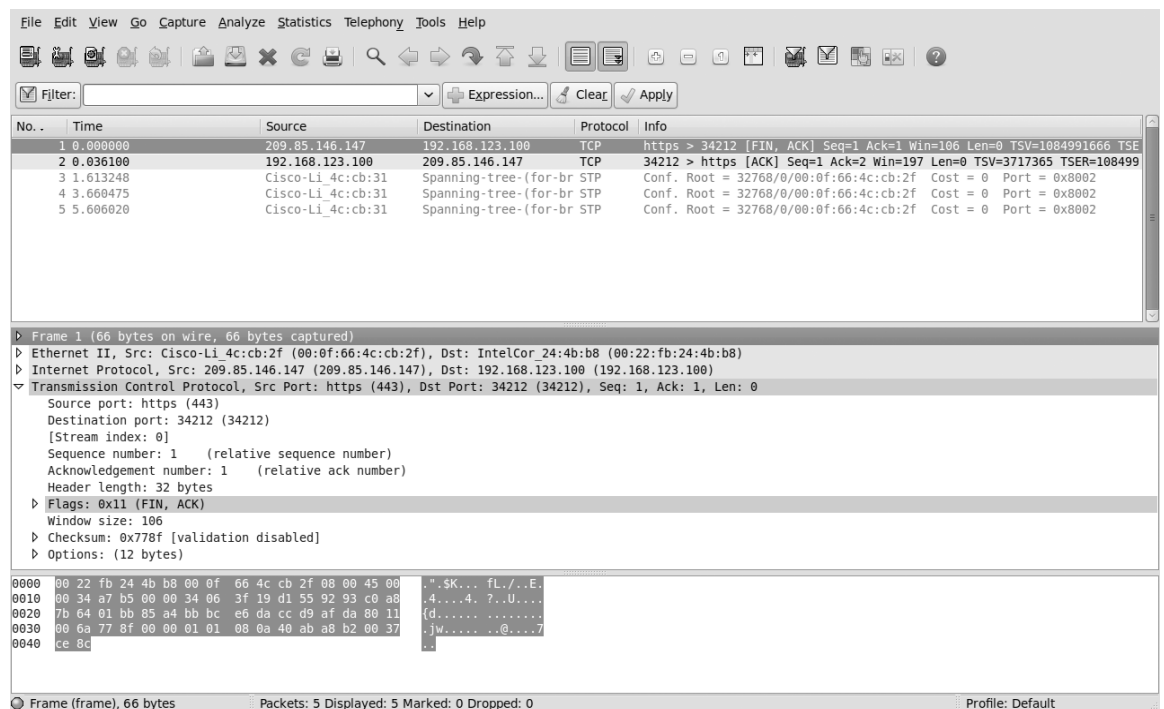 File Edit View Go Capture Analyze Statistics Telephony Tools Help
Filter: Expression... Clear Apply
No. . Time Source Destination Protocol Info
1 0.000000 209.85.146.147 192.168.123.100 TCP https > 34212 [FIN, ACK] Seq=1 Ack=1 Win=106 Len=0 TSV=1084991666 TSE
2 0.036100 192.168.123.100 209.85.146.147 TCP 34212 > https [ACK] Seq=1 Ack=2 Win=197 Len=0 TSV=3717365 TSER=108499
3 1.613248 Cisco-Li_4c:cb:31 Spanning-tree-(for-br STP Conf. Root = 32768/0/00:0f:66:4c:cb:2f Cost = 0 Port = 0x8002
4 3.660475 Cisco-Li_4c:cb:31 Spanning-tree-(for-br STP Conf. Root = 32768/0/00:0f:66:4c:cb:2f Cost = 0 Port = 0x8002
5 5.606020 Cisco-Li_4c:cb:31 Spanning-tree-(for-br STP Conf. Root = 32768/0/00:0f:66:4c:cb:2f Cost = 0 Port = 0x8002
Frame 1 (66 bytes on wire, 66 bytes captured)
Ethernet II, Src: Cisco-Li_4c:cb:2f (00:0f:66:4c:cb:2f), Dst: IntelCor_24:4b:b8 (00:22:fb:24:4b:b8)
Internet Protocol, Src: 209.85.146.147 (209.85.146.147), Dst: 192.168.123.100 (192.168.123.100)
Transmission Control Protocol, Src Port: https (443), Dst Port: 34212 (34212), Seq: 1, Ack: 1, Len: 0
Source port: https (443)
Destination port: 34212 (34212)
[Stream index: 0]
Sequence number: 1 (relative sequence number)
Acknowledgement number: 1 (relative ack number)
Header length: 32 bytes
Flags: 0x11 (FIN, ACK)
Window size: 106
Checksum: 0x778f [validation disabled]
Options: (12 bytes)
0000 00 22 fb 24 4b b8 00 0f 66 4c cb 2f 08 00 45 00 .".$K... fL./..E.
0010 00 34 a7 b5 00 00 34 06 3f 19 d1 55 92 93 c0 a8 .4....4. ?..U....
0020 7b 64 01 bb 85 a4 bb bc e6 da cc d9 af da 80 11 {d...... ........
0030 00 6a 77 8f 00 00 01 01 08 0a 40 ab a8 b2 00 37 .jw..... ..@....7
0040 ce 8c ..
Frame (frame), 66 bytes Packets: 5 Displayed: 5 Marked: 0 Dropped: 0 Profile: Default